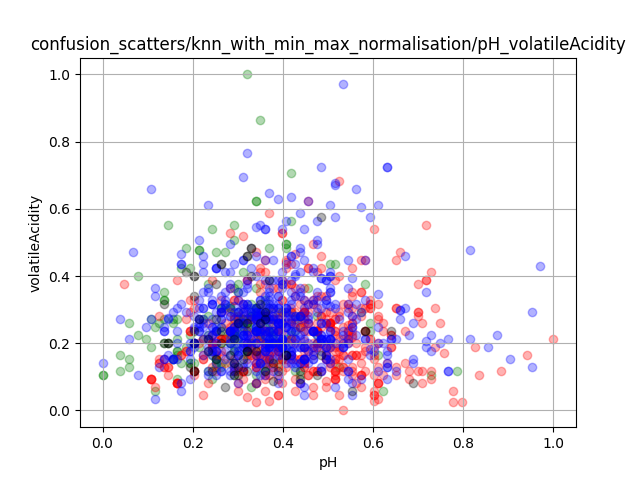 confusion_scatters/knn_with_min_max_normalisation/pH_volatileAcidity
1.0
0.8
0.6
0.4
0.2
0.0
volatileAcidity
0.0 0.2 0.4 0.6 0.8 1.0
pH